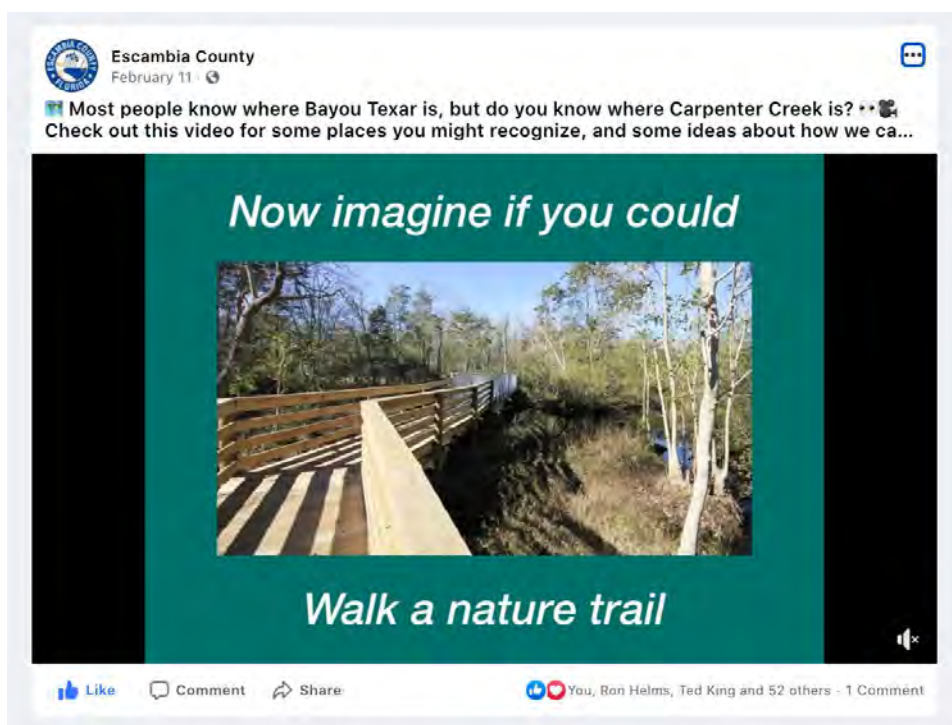 ESCAMBIA COUNTY
FLORIDA
Escambia County
February 11 ·
Most people know where Bayou Texar is, but do you know where Carpenter Creek is?
Check out this video for some places you might recognize, and some ideas about how we ca...
Now imagine if you could
Walk a nature trail
Like
Comment
Share
You, Ron Helms, Ted King and 52 others · 1 Comment